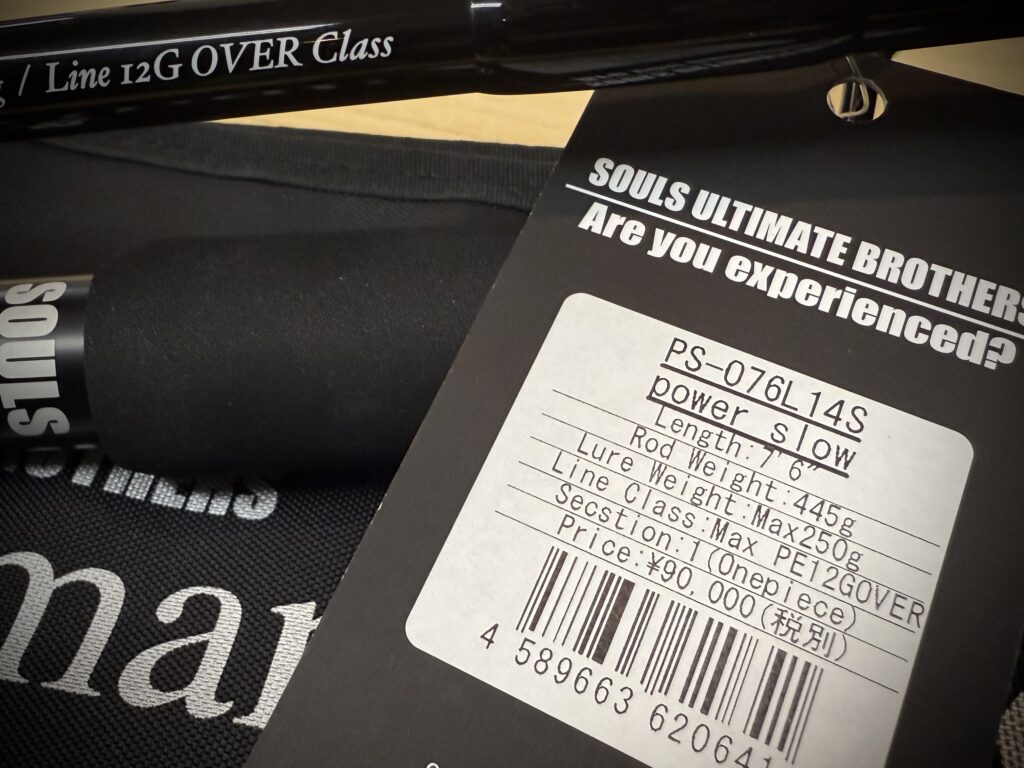 / Line 12G OVER Class
SOULS ULTIMATE BROTHERS
Are you experienced?
PS-076L14S
power slow
Length:7'6"
Rod Weight:445g
Lure Weight:Max250g
Line Class:Max PE12GOVER
Secstion:1(Onepiece)
Price:¥90,000(税別)
4 589663 620641
SOULS